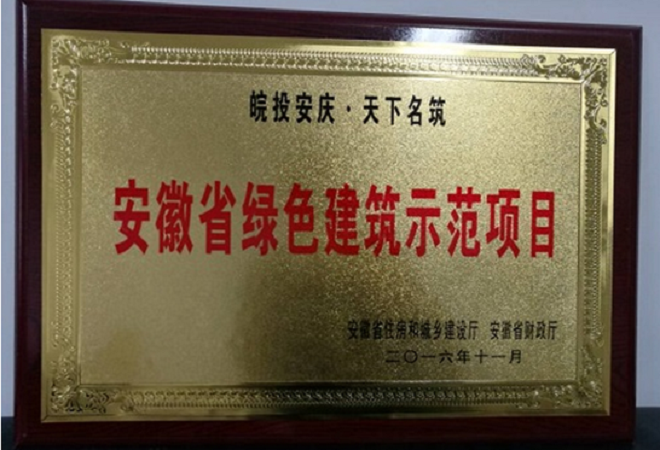 皖投安庆·天下名筑
安徽省绿色建筑示范项目
安徽省住房和城乡建设厅 安徽省财政厅
二〇一六年十一月